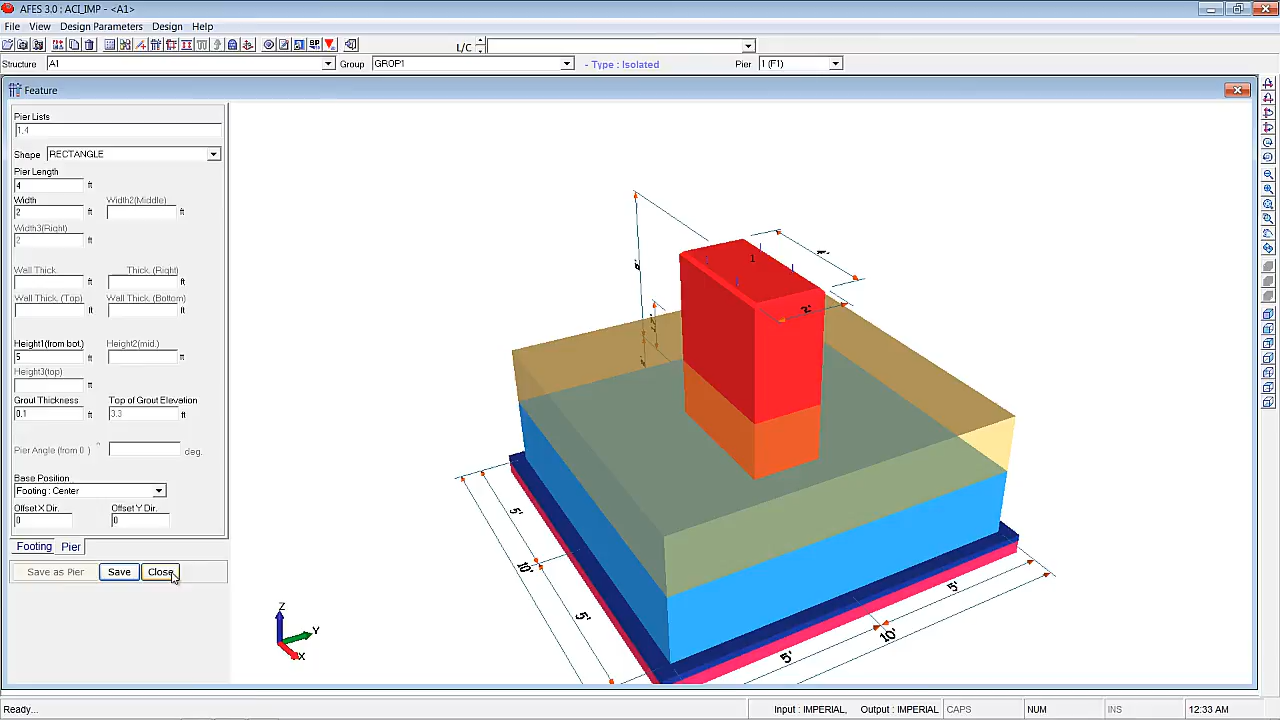 AFES 3.0 : ACI_IMP - <A1>
File View Design Parameters Design Help
L/C
Structure A1 Group GROP1 - Type : Isolated Pier 1 (F1)
Feature
Pier Lists
1,4
Shape RECTANGLE
Pier Length
4 ft
Width Width2(Middle)
2 ft ft
Width3(Right)
2 ft
Wall Thick. Thick. (Right)
ft ft
Wall Thick. (Top) Wall Thick. (Bottom)
ft ft
Height1(from bot.) Height2(mid.)
5 ft ft
Height3(top)
ft
Grout Thickness Top of Grout Elevation
0.1 ft 3.3 ft
Pier Angle (from 0°) deg.
Base Position
Footing : Center
Offset X Dir. Offset Y Dir.
0 0
Footing Pier
Save as Pier Save Close
1
2'
5'
10'
5'
5'
10'
5'
Z
Y
X
Ready... Input : IMPERIAL, Output : IMPERIAL CAPS NUM INS 12:33 AM